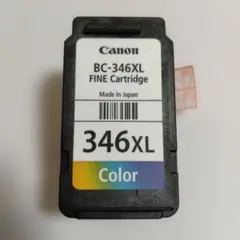 Canon
BC-346XL
FINE Cartridge
Made in Japan
346XL
Color